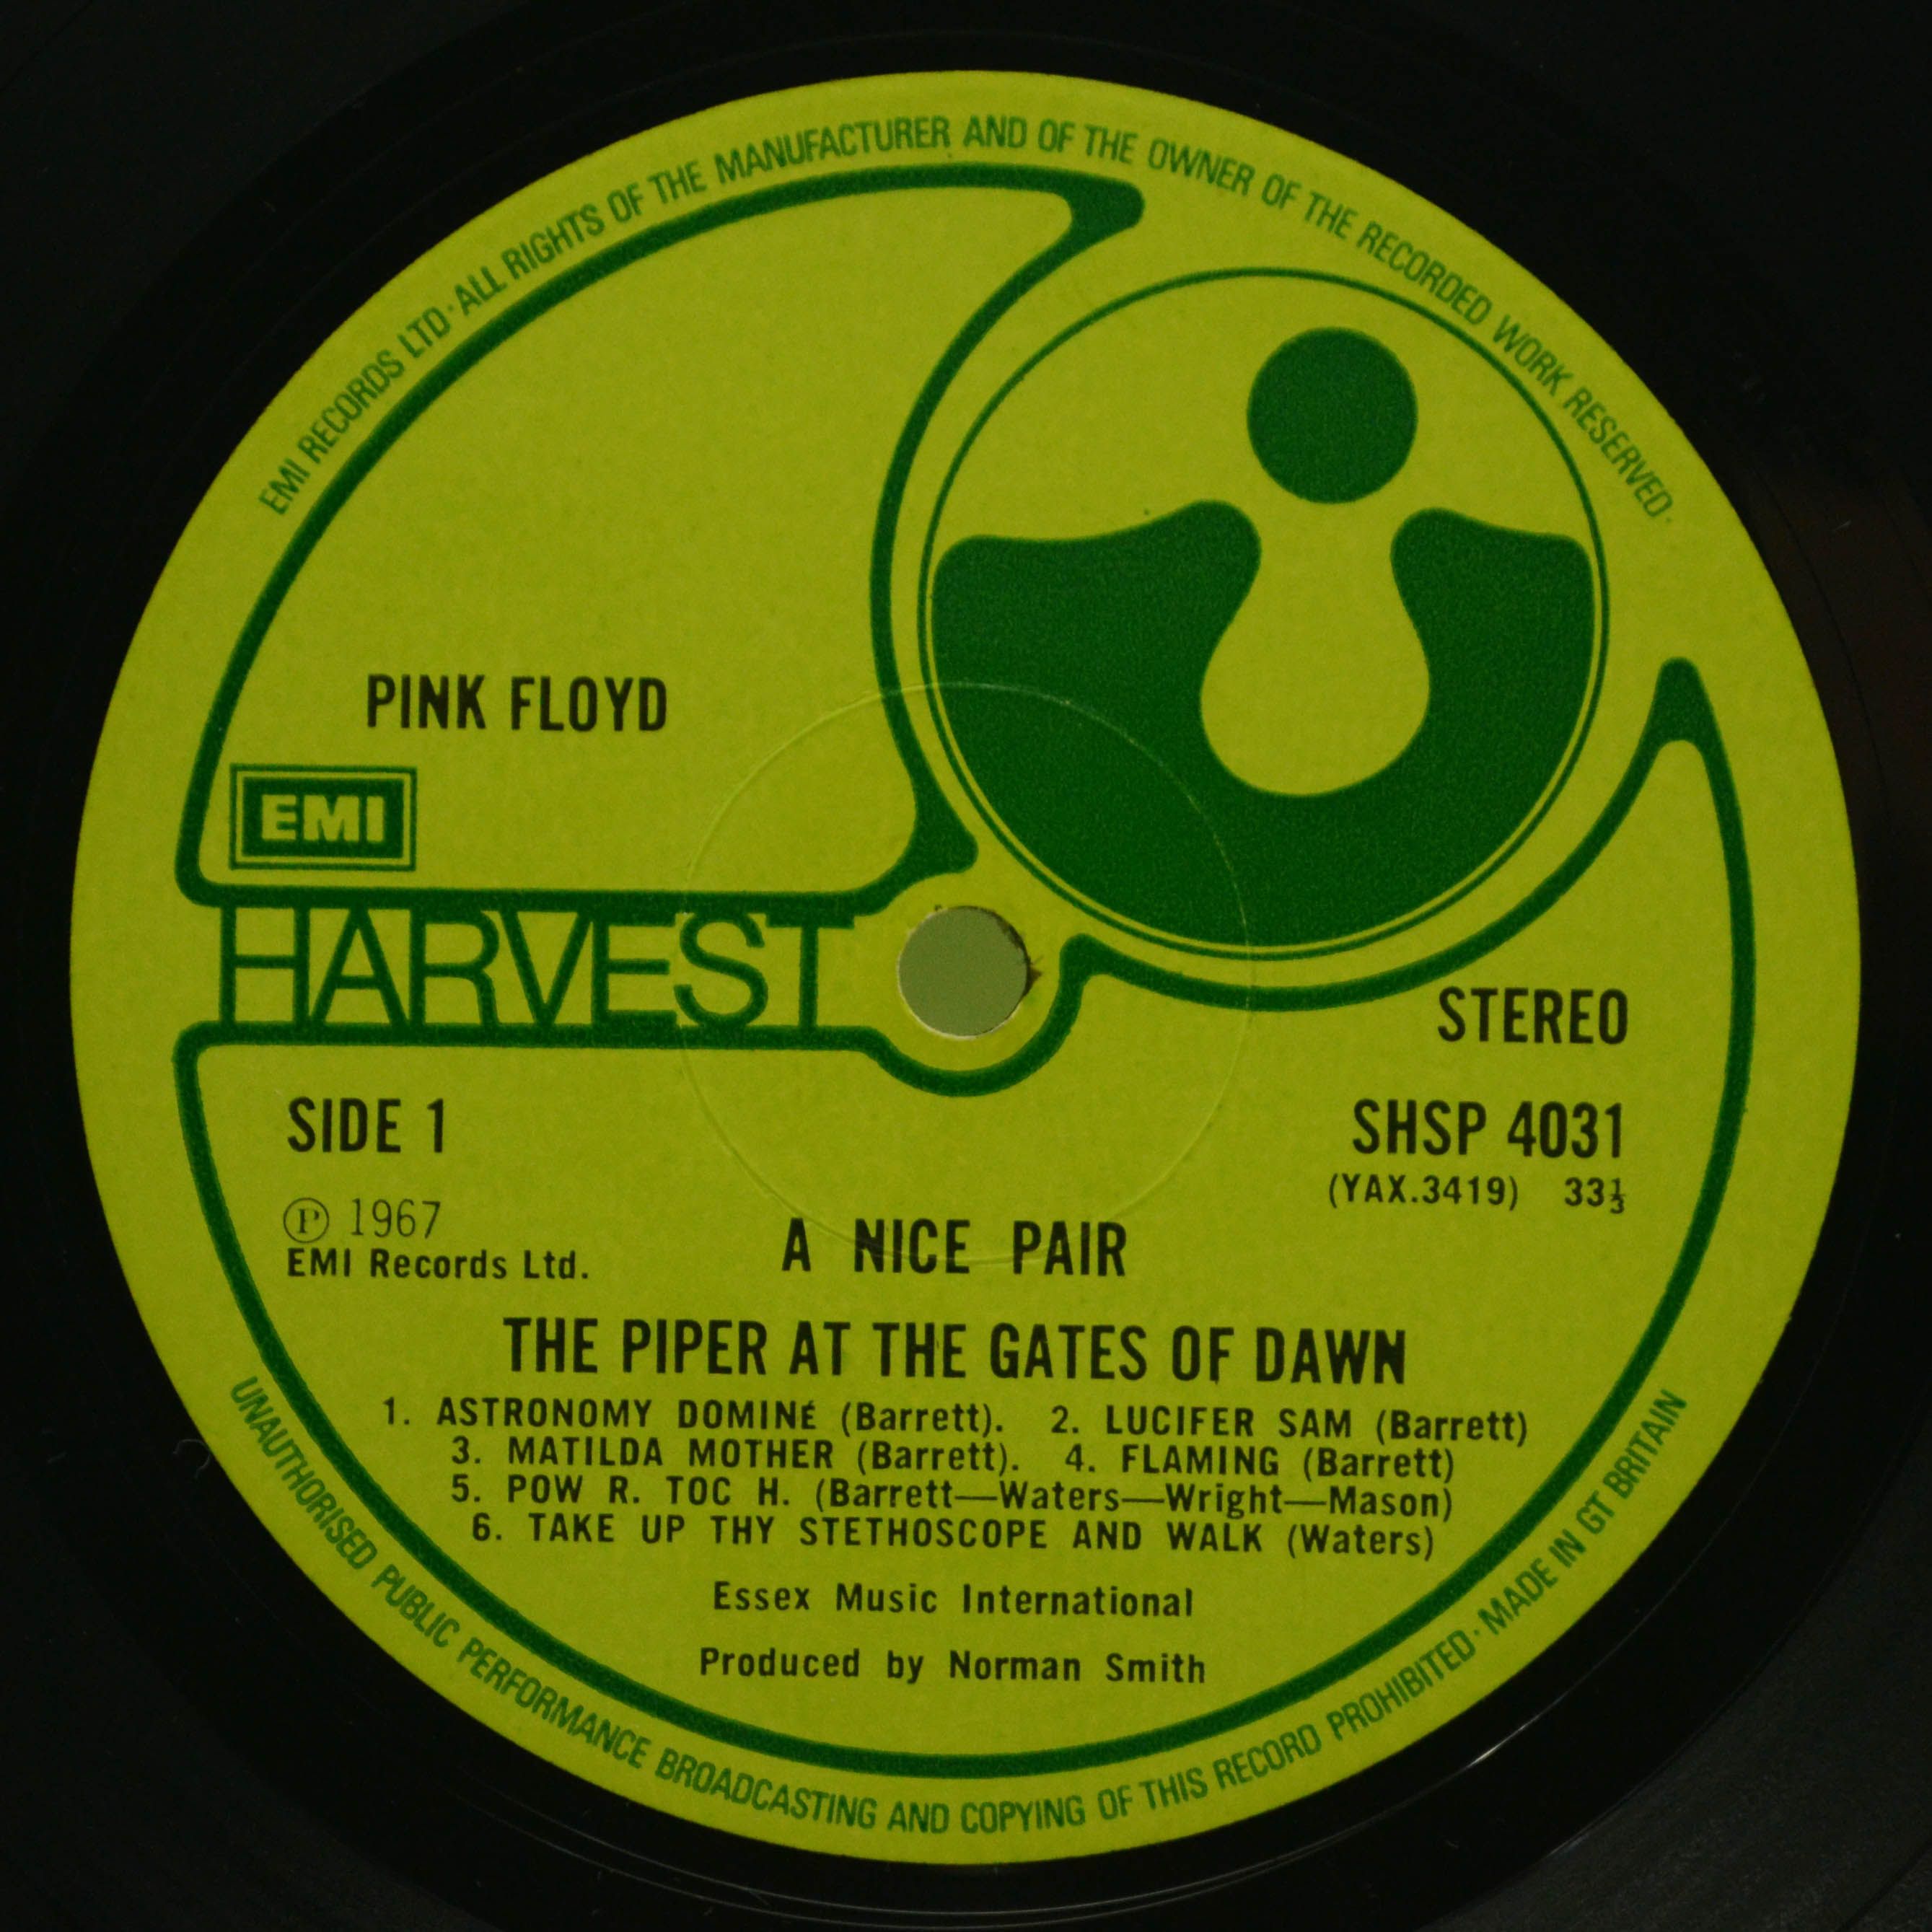 EMI RECORDS LTD · ALL RIGHTS OF THE MANUFACTURER AND OF THE OWNER OF THE RECORDED WORK RESERVED ·
PINK FLOYD
EMI
HARVEST
STEREO
SIDE 1
SHSP 4031
(YAX.3419) 33⅓
Ⓟ 1967
EMI Records Ltd.
A NICE PAIR
THE PIPER AT THE GATES OF DAWN
1. ASTRONOMY DOMINÉ (Barrett). 2. LUCIFER SAM (Barrett)
3. MATILDA MOTHER (Barrett). 4. FLAMING (Barrett)
5. POW R. TOC H. (Barrett—Waters—Wright—Mason)
6. TAKE UP THY STETHOSCOPE AND WALK (Waters)
Essex Music International
Produced by Norman Smith
UNAUTHORISED PUBLIC PERFORMANCE BROADCASTING AND COPYING OF THIS RECORD PROHIBITED · MADE IN GT BRITAIN